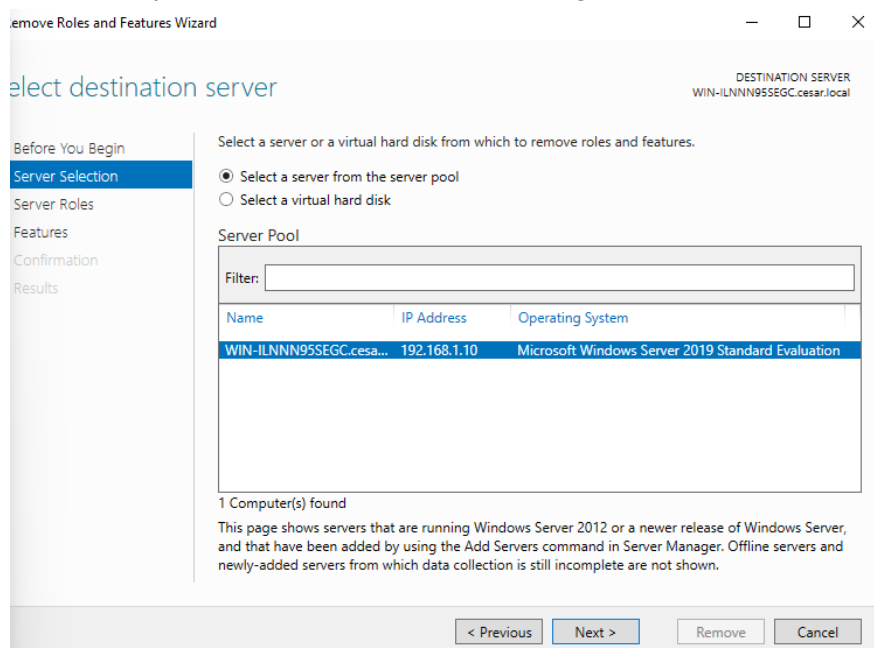 emove Roles and Features Wizard
elect destination server
DESTINATION SERVER
WIN-ILNNN95SEGC.cesar.local
Before You Begin
Server Selection
Server Roles
Features
Confirmation
Results
Select a server or a virtual hard disk from which to remove roles and features.
Select a server from the server pool
Select a virtual hard disk
Server Pool
Filter:
Name IP Address Operating System
WIN-ILNNN95SEGC.cesa... 192.168.1.10 Microsoft Windows Server 2019 Standard Evaluation
1 Computer(s) found
This page shows servers that are running Windows Server 2012 or a newer release of Windows Server,
and that have been added by using the Add Servers command in Server Manager. Offline servers and
newly-added servers from which data collection is still incomplete are not shown.
< Previous Next > Remove Cancel